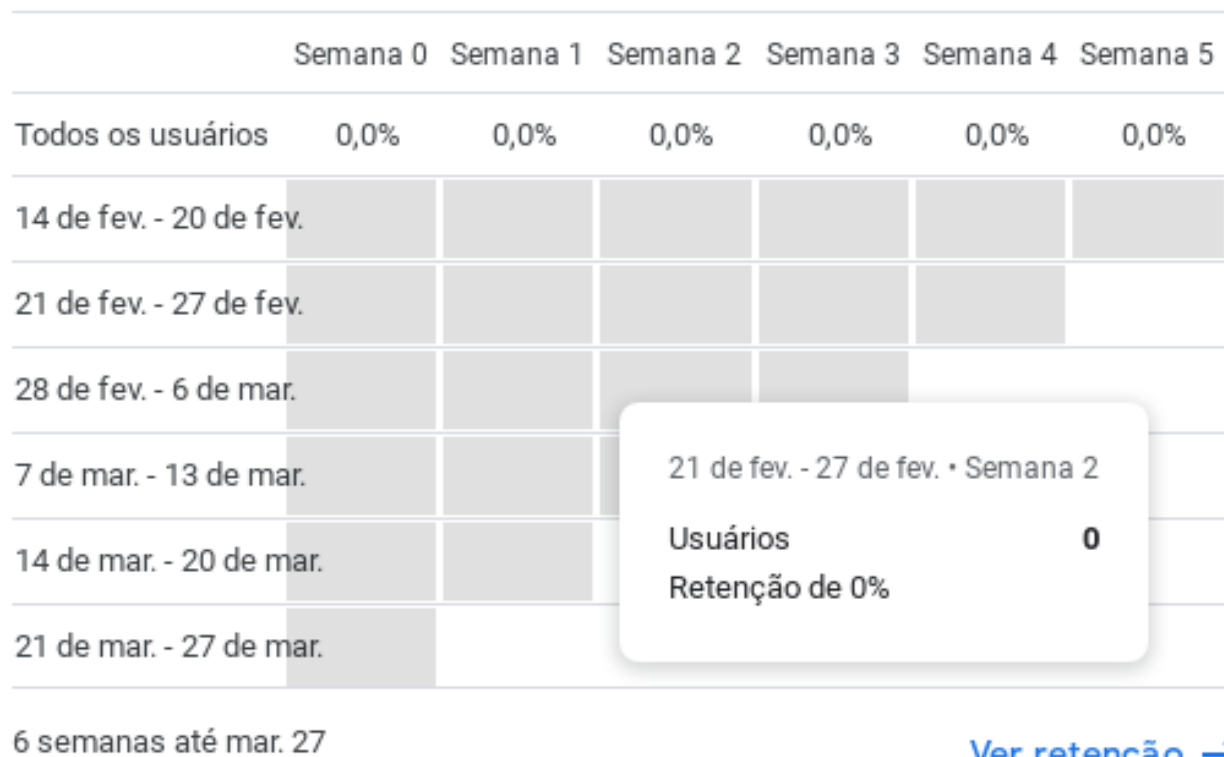 Semana 0 Semana 1 Semana 2 Semana 3 Semana 4 Semana 5
Todos os usuários 0,0% 0,0% 0,0% 0,0% 0,0% 0,0%
14 de fev. - 20 de fev.
21 de fev. - 27 de fev.
28 de fev. - 6 de mar.
7 de mar. - 13 de mar.
14 de mar. - 20 de mar.
21 de mar. - 27 de mar.
21 de fev. - 27 de fev. • Semana 2
Usuários 0
Retenção de 0%
6 semanas até mar. 27
Ver retenção →